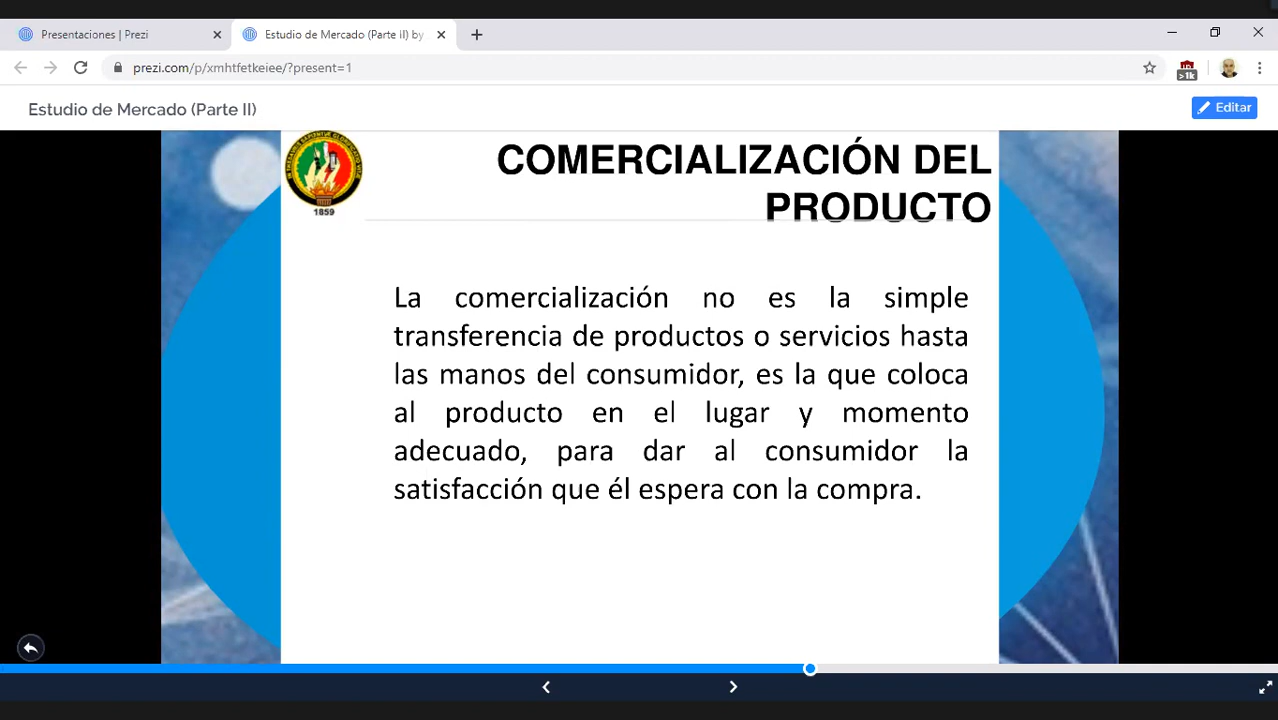 Presentaciones | Prezi
Estudio de Mercado (Parte II) by
prezi.com/p/xmhtfetkeiee/?present=1
>1k
Estudio de Mercado (Parte II)
Editar
1859
COMERCIALIZACIÓN DEL
PRODUCTO
La comercialización no es la simple
transferencia de productos o servicios hasta
las manos del consumidor, es la que coloca
al producto en el lugar y momento
adecuado, para dar al consumidor la
satisfacción que él espera con la compra.